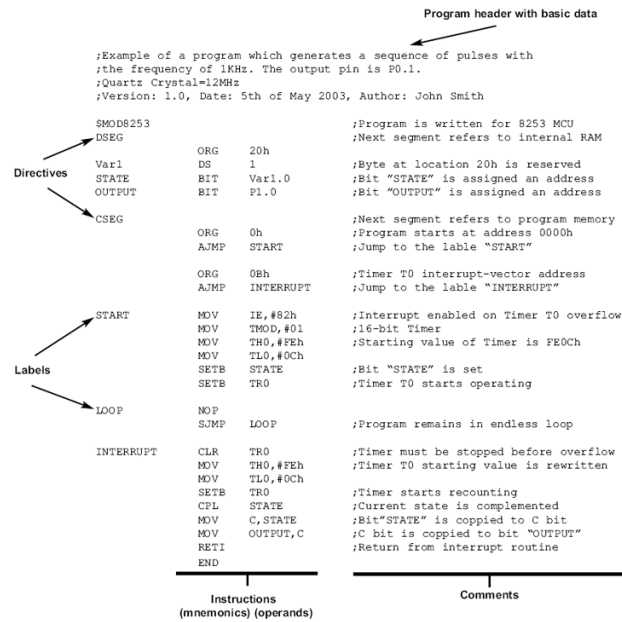 Program header with basic data
;Example of a program which generates a sequence of pulses with
;the frequency of 1KHz. The output pin is P0.1.
;Quartz Crystal=12MHz
;Version: 1.0, Date: 5th of May 2003, Author: John Smith
$MOD8253 ;Program is written for 8253 MCU
DSEG ;Next segment refers to internal RAM
ORG 20h
Var1 DS 1 ;Byte at location 20h is reserved
Directives
STATE BIT Var1.0 ;Bit "STATE" is assigned an address
OUTPUT BIT P1.0 ;Bit "OUTPUT" is assigned an address
CSEG ;Next segment refers to program memory
ORG 0h ;Program starts at address 0000h
AJMP START ;Jump to the lable "START"
ORG 0Bh ;Timer T0 interrupt-vector address
AJMP INTERRUPT ;Jump to the lable "INTERRUPT"
START MOV IE,#82h ;Interrupt enabled on Timer T0 overflow
MOV TMOD,#01 ;16-bit Timer
MOV TH0,#FEh ;Starting value of Timer is FE0Ch
MOV TL0,#0Ch
Labels
SETB STATE ;Bit "STATE" is set
SETB TR0 ;Timer T0 starts operating
LOOP NOP
SJMP LOOP ;Program remains in endless loop
INTERRUPT CLR TR0 ;Timer must be stopped before overflow
MOV TH0,#FEh ;Timer T0 starting value is rewritten
MOV TL0,#0Ch
SETB TR0 ;Timer starts recounting
CPL STATE ;Current state is complemented
MOV C,STATE ;Bit"STATE" is coppied to C bit
MOV OUTPUT,C ;C bit is coppied to bit "OUTPUT"
RETI ;Return from interrupt routine
END
Instructions
(mnemonics) (operands)
Comments